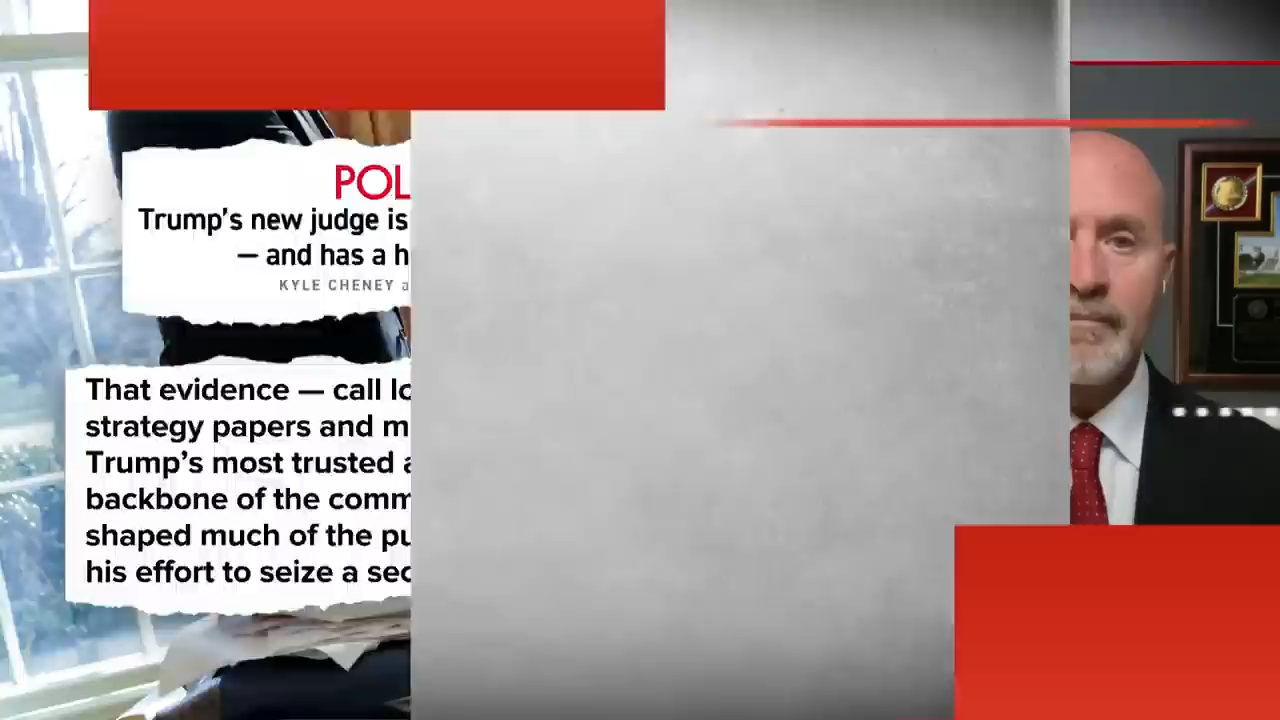 POL
Trump's new judge is
— and has a h
KYLE CHENEY a
That evidence — call lo
strategy papers and m
Trump's most trusted a
backbone of the comm
shaped much of the pu
his effort to seize a sec